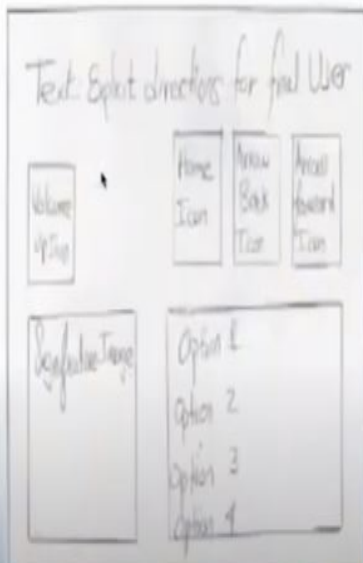 Text: Explicit directions for final User
Volume
Up Icon
Home
Icon
Arrow
Back
Icon
Arrow
forward
Icon
Significative Image
Option 1
Option 2
Option 3
Option 4